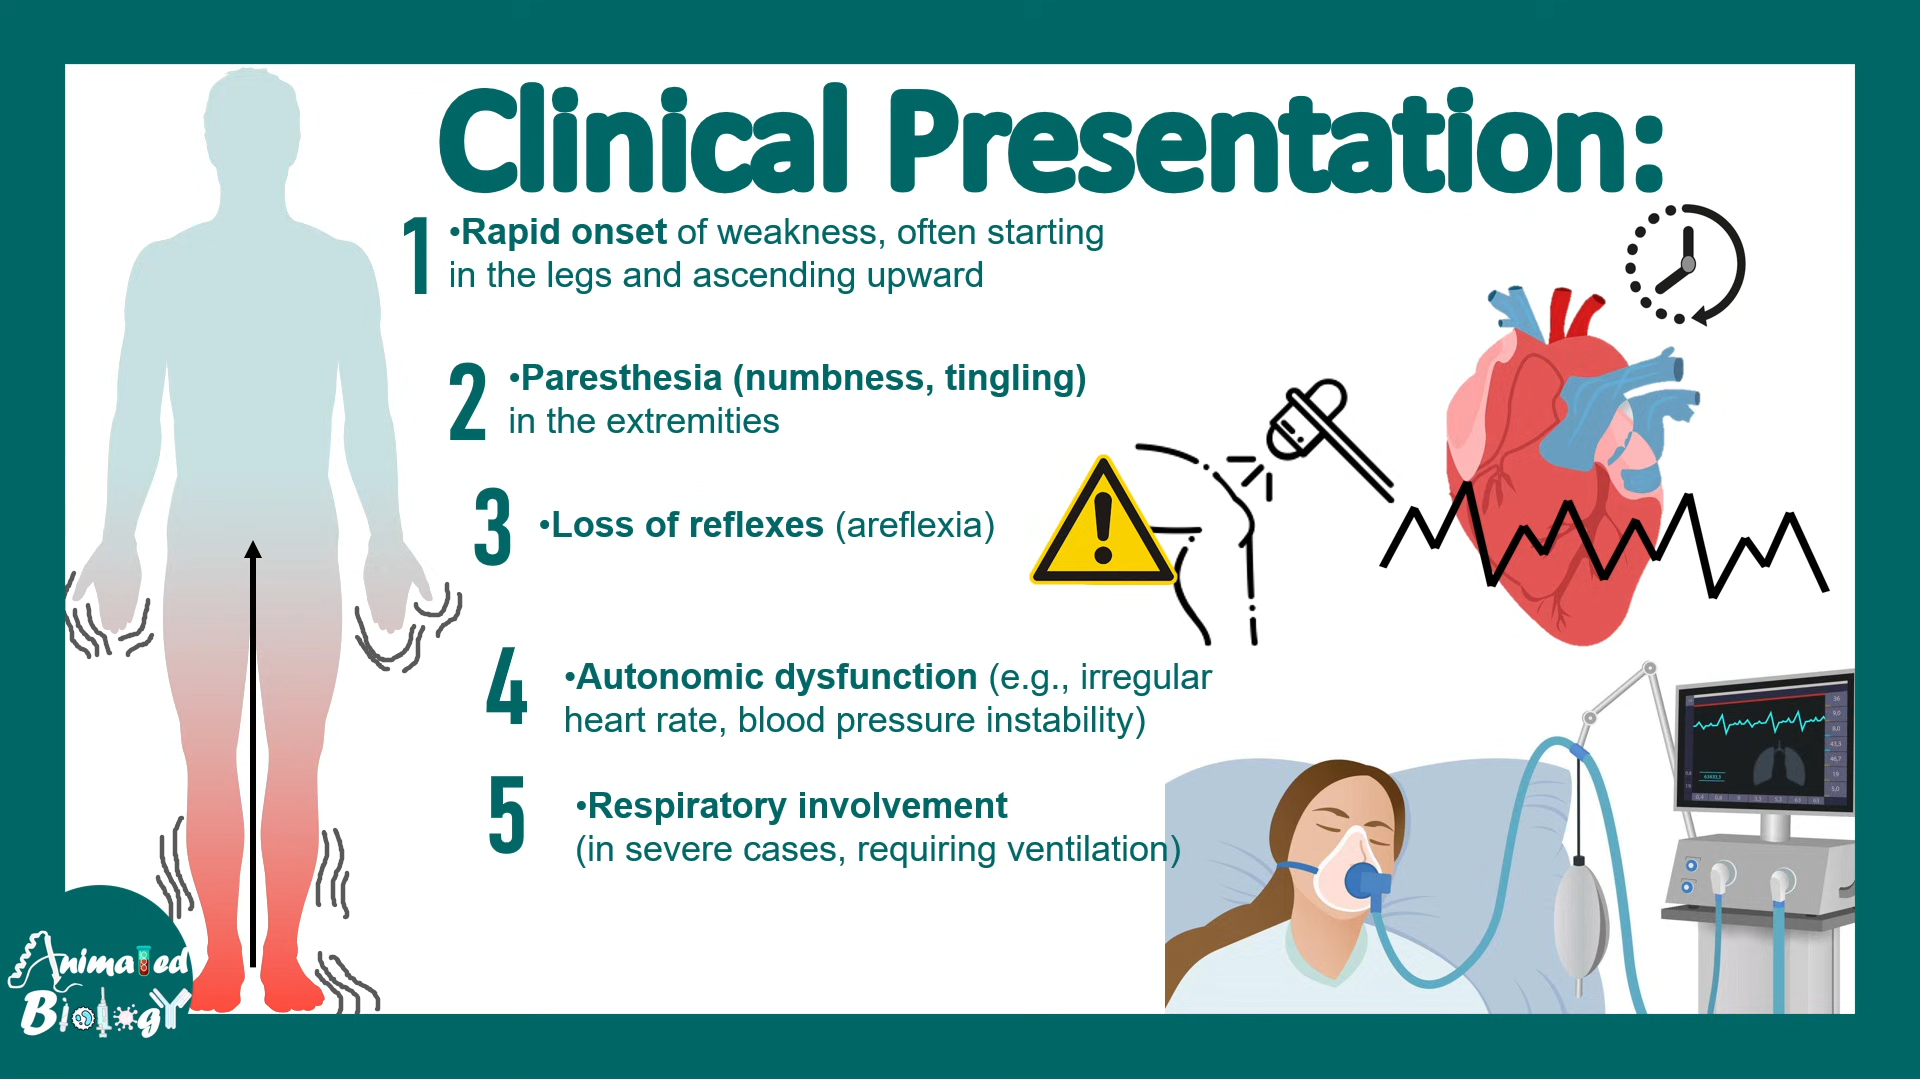 Clinical Presentation:
1 •Rapid onset of weakness, often starting
in the legs and ascending upward
2 •Paresthesia (numbness, tingling)
in the extremities
3 •Loss of reflexes (areflexia)
4 •Autonomic dysfunction (e.g., irregular
heart rate, blood pressure instability)
5 •Respiratory involvement
(in severe cases, requiring ventilation)
Animated
Biology